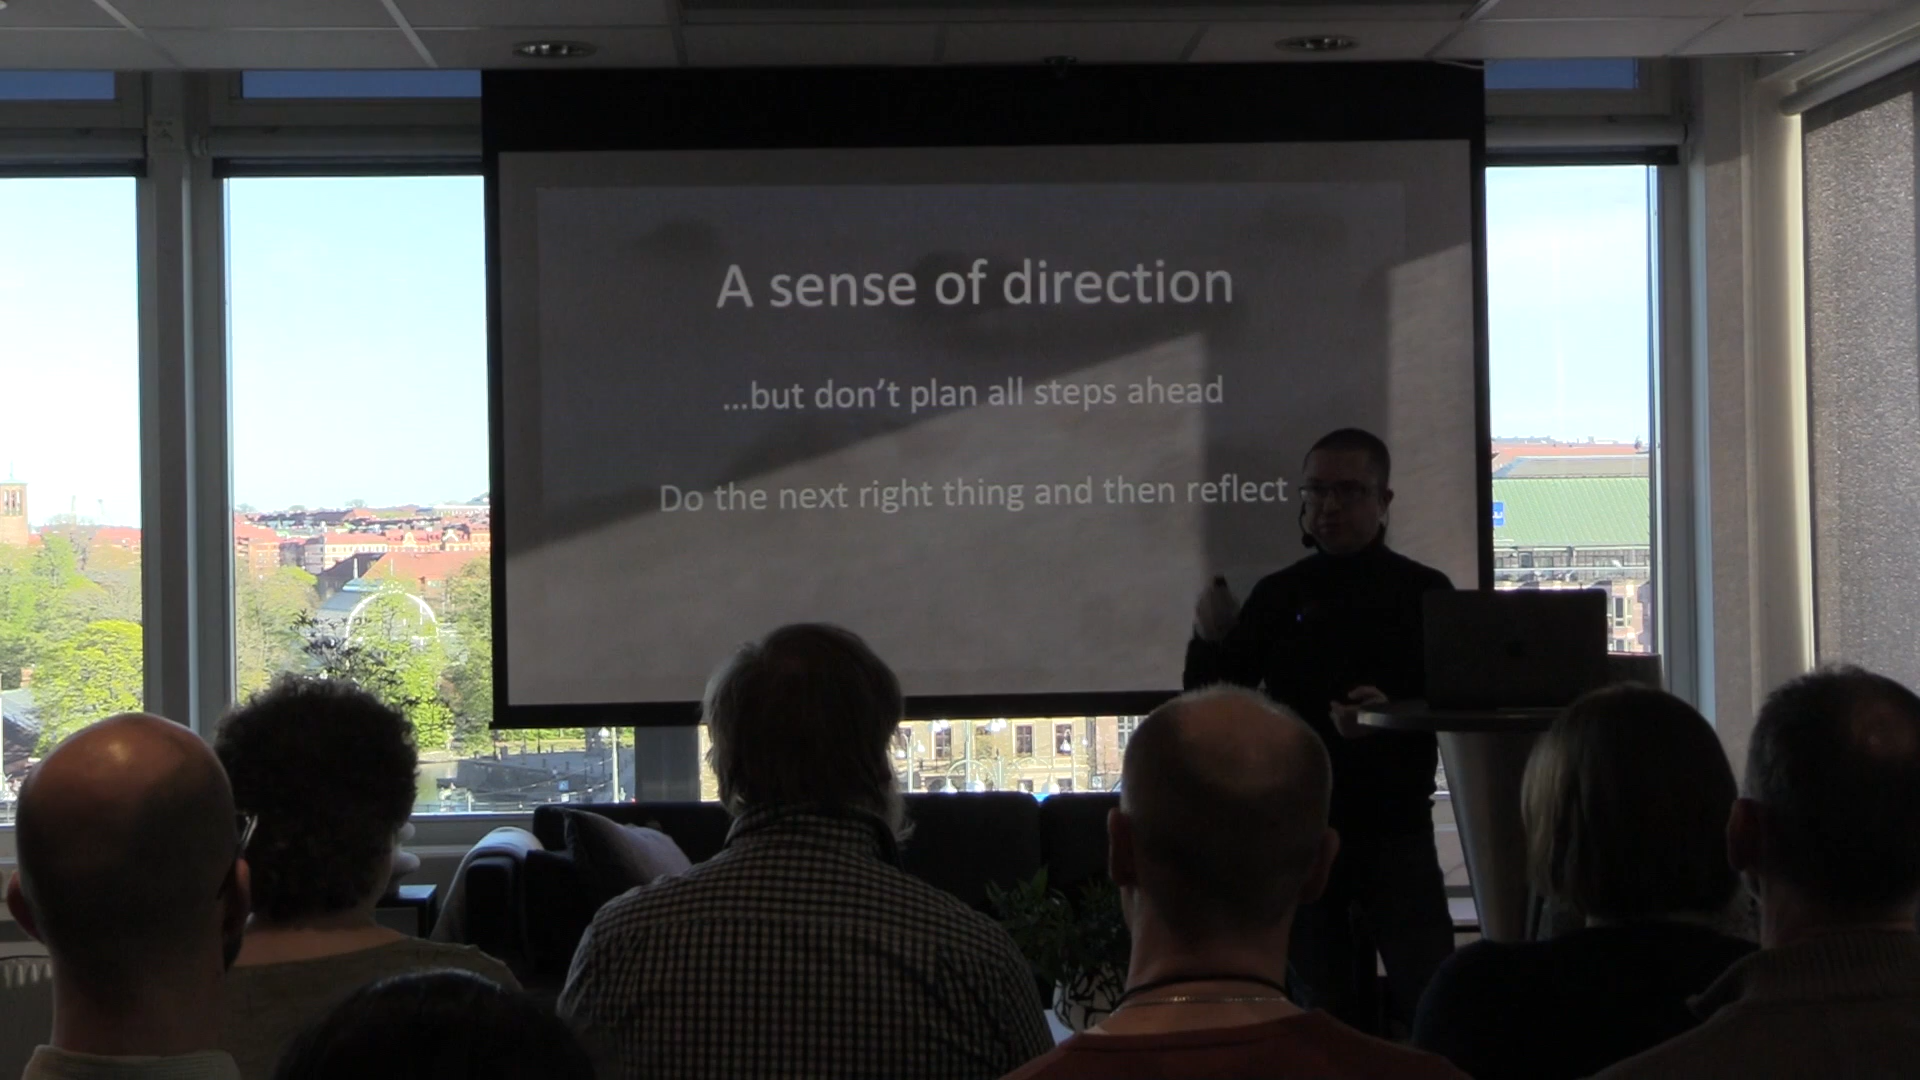 A sense of direction
...but don't plan all steps ahead
Do the next right thing and then reflect